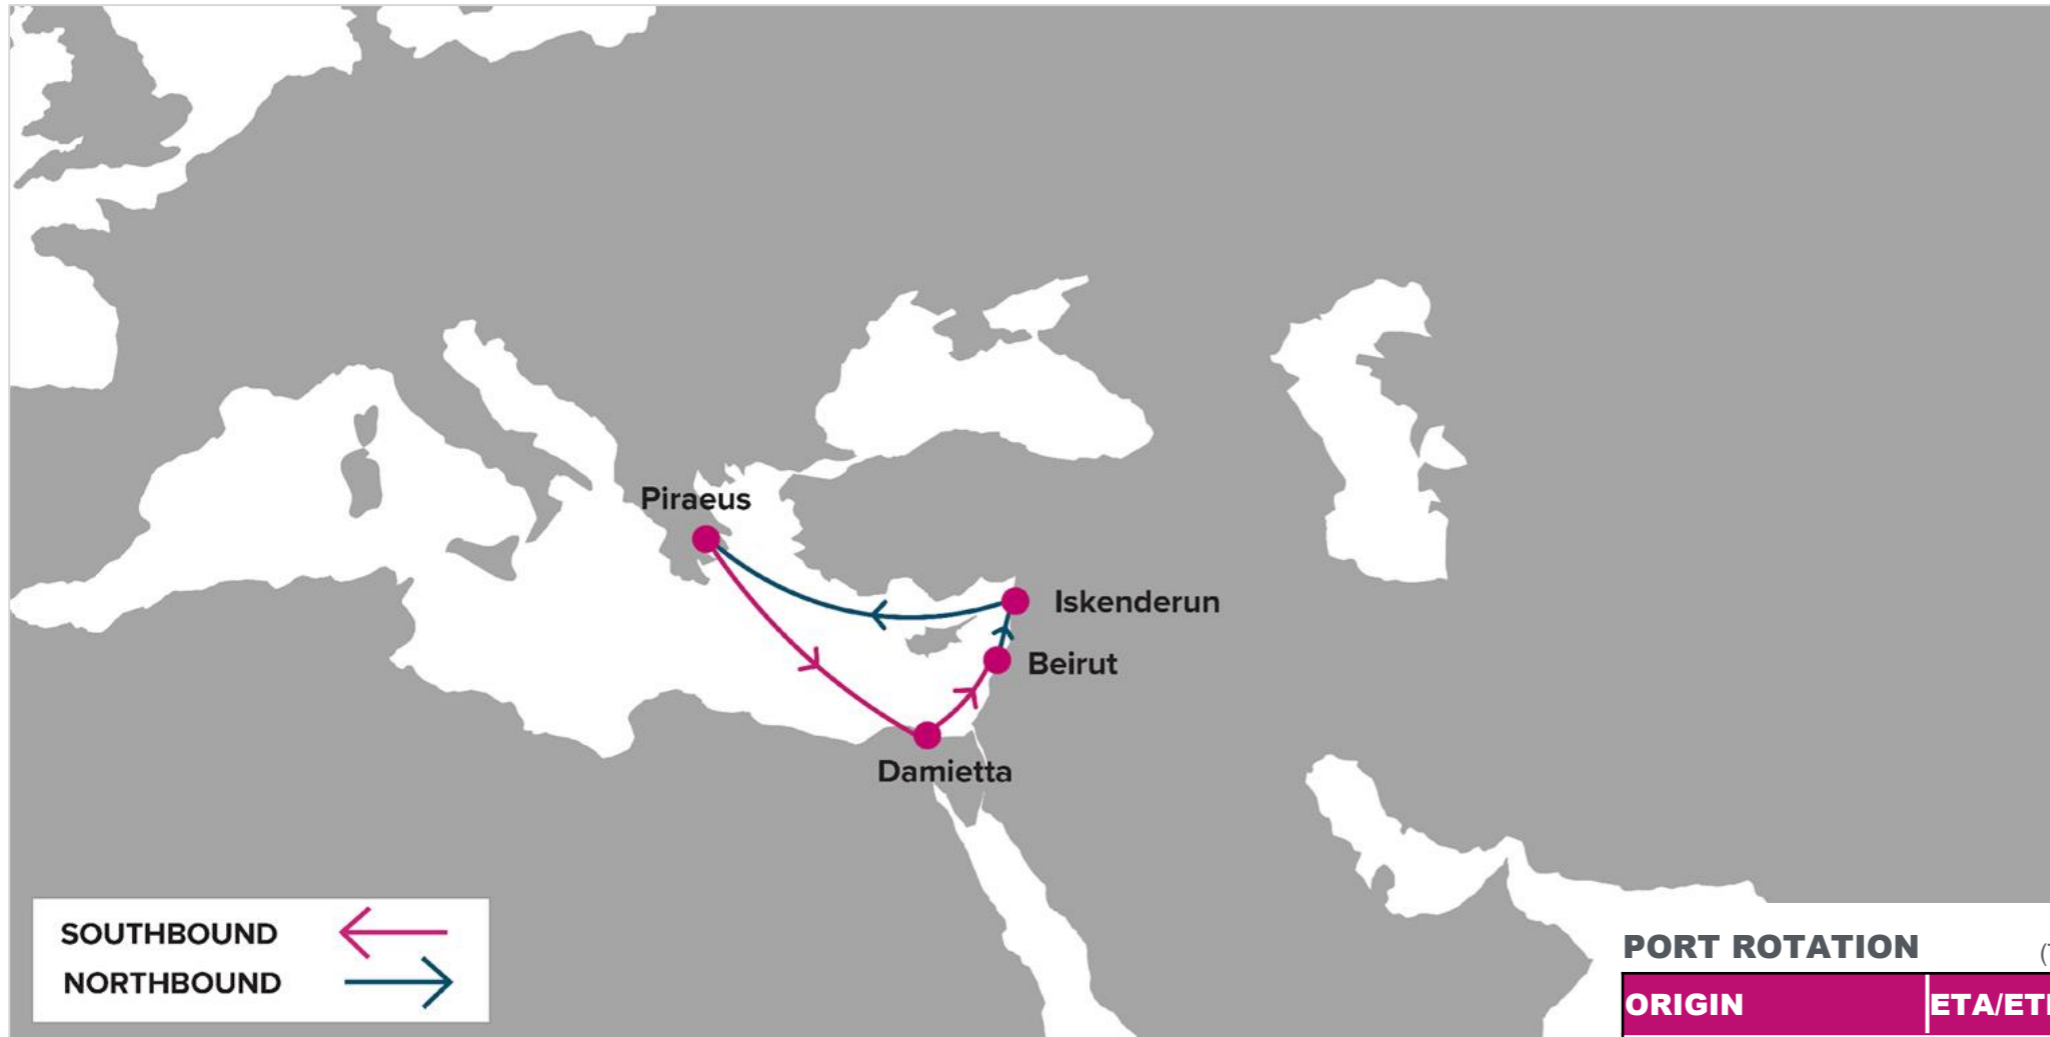 Piraeus
Iskenderun
Beirut
Damietta
SOUTHBOUND
NORTHBOUND
PORT ROTATION
ORIGIN